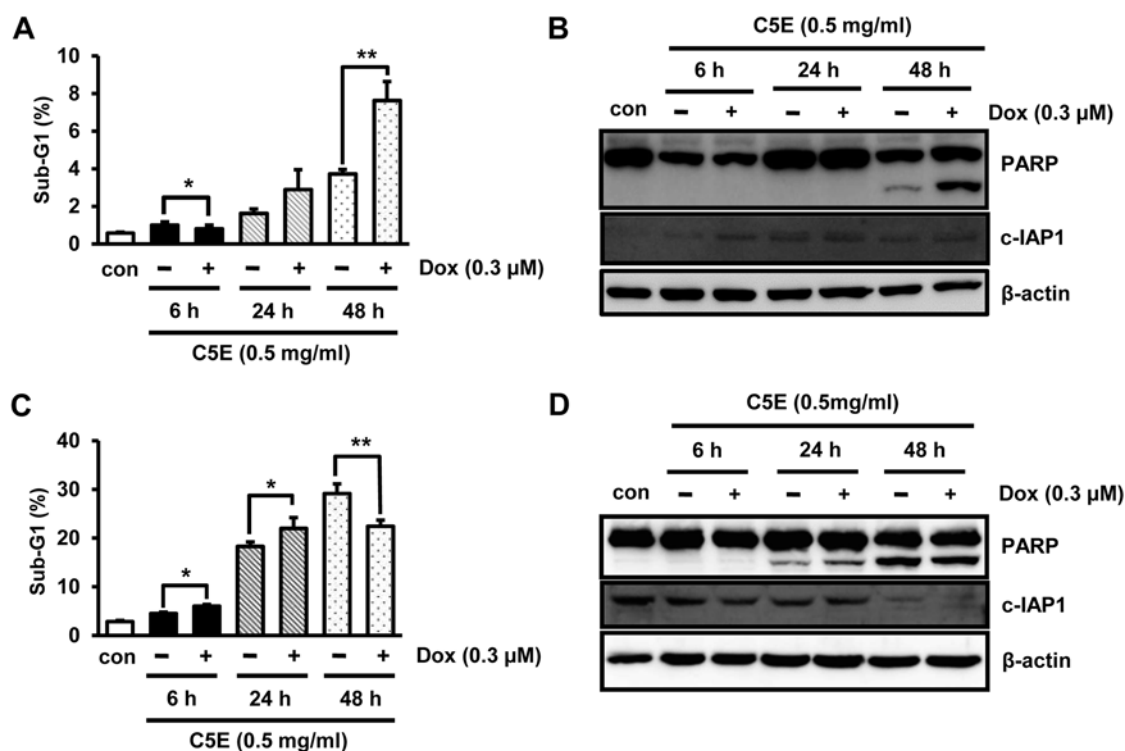 A
Sub-G1 (%)
10
8
6
4
2
0
*
**
con − + − + − + Dox (0.3 μM)
6 h 24 h 48 h
C5E (0.5 mg/ml)
B
C5E (0.5 mg/ml)
6 h 24 h 48 h
con − + − + − + Dox (0.3 μM)
PARP
c-IAP1
β-actin
C
Sub-G1 (%)
40
30
20
10
0
*
*
**
con − + − + − + Dox (0.3 μM)
6 h 24 h 48 h
C5E (0.5 mg/ml)
D
C5E (0.5mg/ml)
6 h 24 h 48 h
con − + − + − + Dox (0.3 μM)
PARP
c-IAP1
β-actin